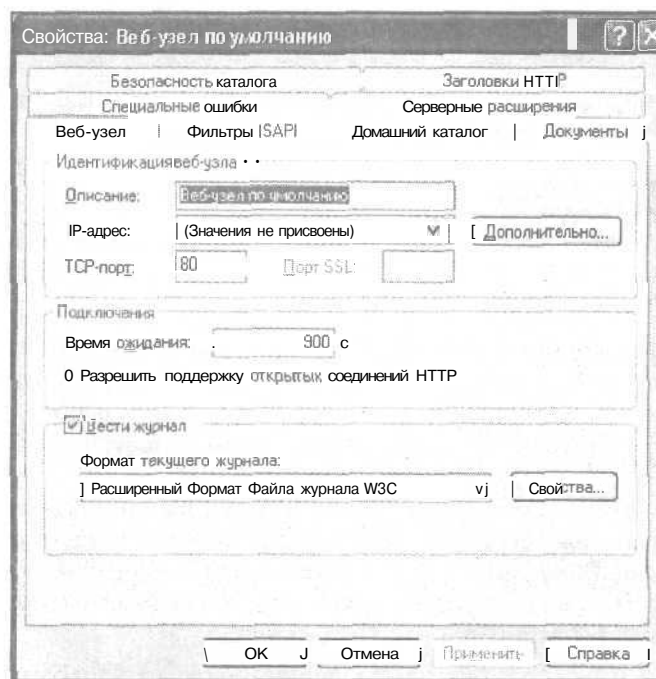 Свойства: Веб-узел по умолчанию ? X
Безопасность каталога Заголовки HTTP
Специальные ошибки Серверные расширения
Веб-узел | Фильтры ISAPI Домашний каталог | Документы j
Идентификациявеб-узла • •
Описание: Веб-узел по умолчанию
IP-адрес: | (Значения не присвоены) | [ Дополнительно...
TCP-порт: 80 Порт SSL:
Подключения
Время ожидания: . 900 с
0 Разрешить поддержку открытых соединений HTTP
Вести журнал
Формат текущего журнала:
] Расширенный Формат Файла журнала W3C vj | Свойства...
\ OK J Отмена j Применить [ Справка I